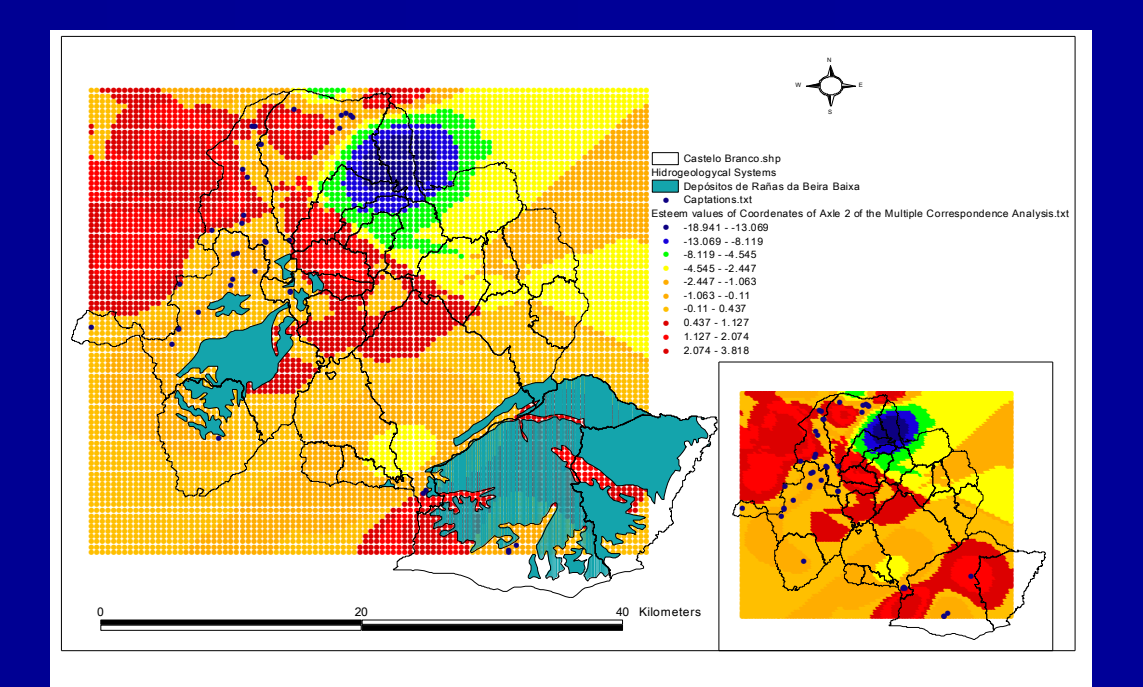 N
W E
S
Castelo Branco.shp
Hidrogeologycal Systems
Depósitos de Rañas da Beira Baixa
Captations.txt
Esteem values of Coordenates of Axle 2 of the Multiple Correspondence Analysis.txt
-18.941 - -13.069
-13.069 - -8.119
-8.119 - -4.545
-4.545 - -2.447
-2.447 - -1.063
-1.063 - -0.11
-0.11 - 0.437
0.437 - 1.127
1.127 - 2.074
2.074 - 3.818
0 20 40 Kilometers